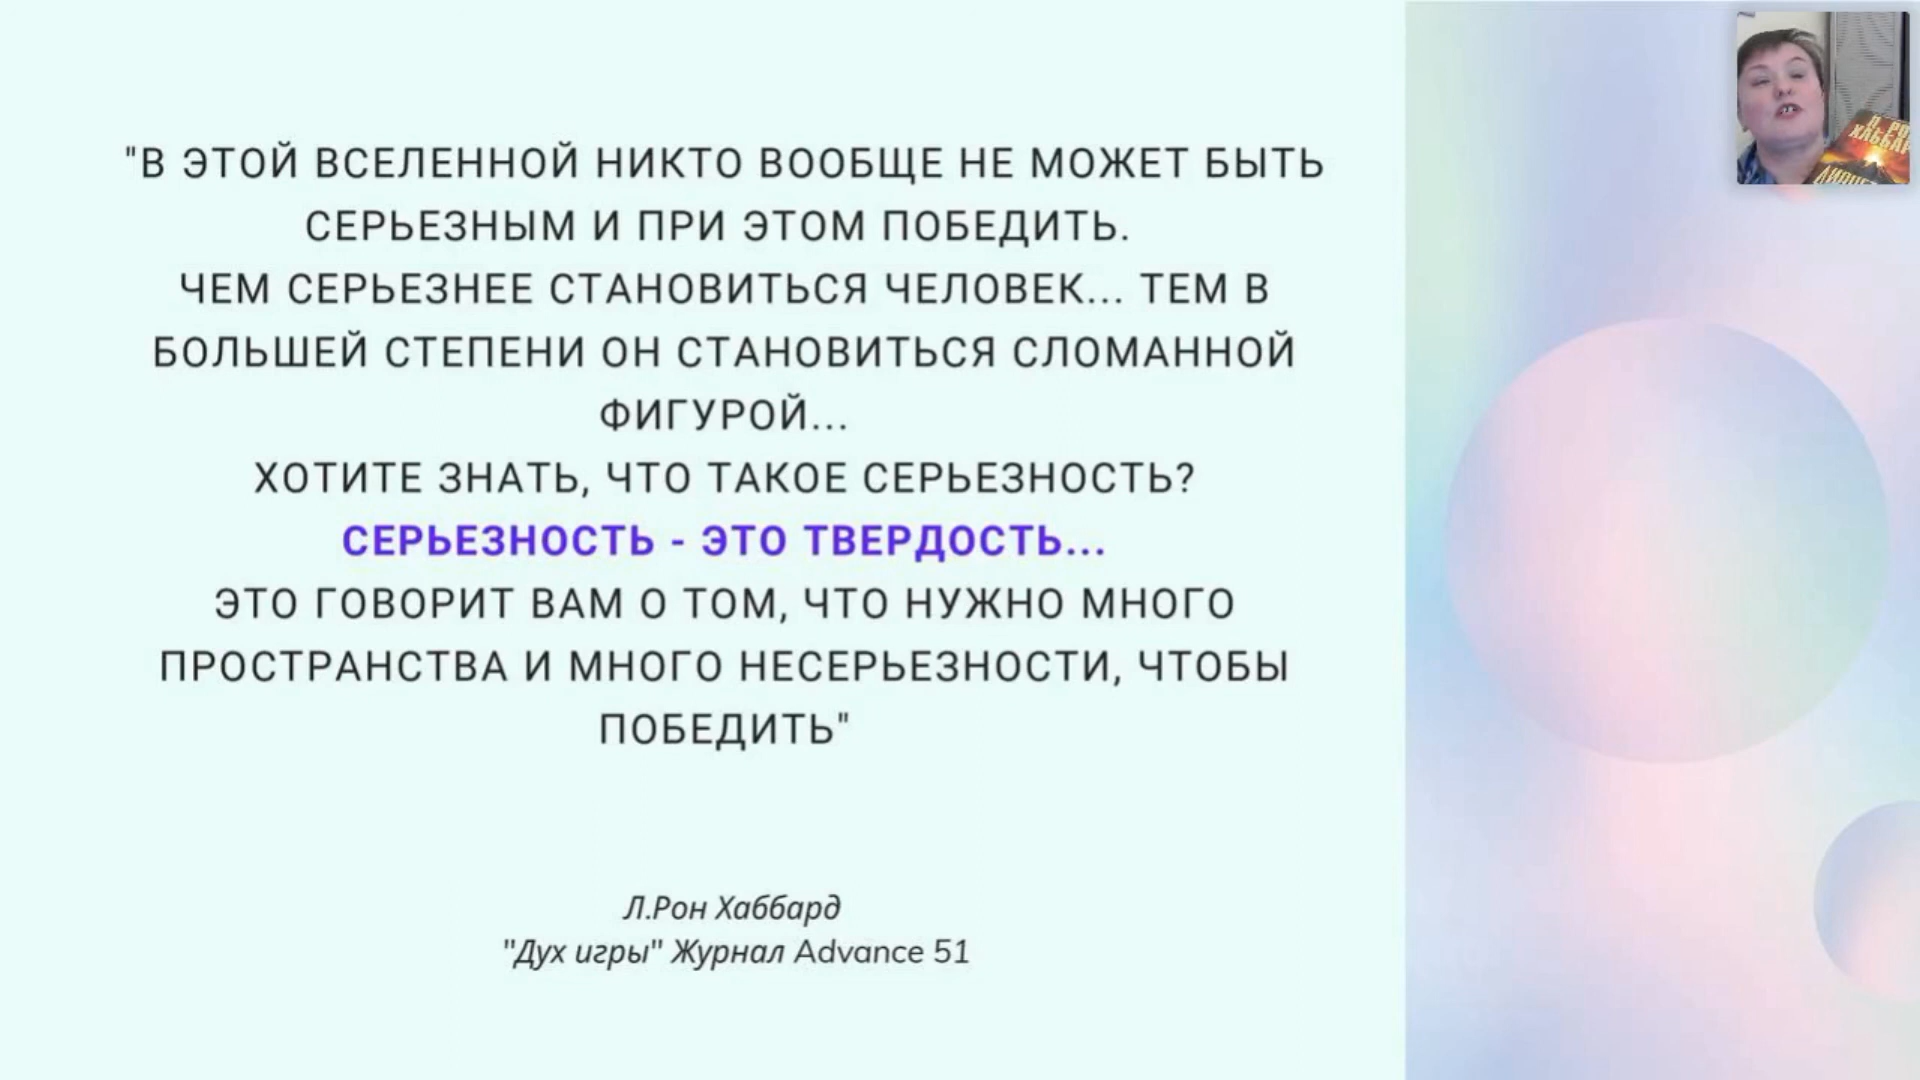 "В ЭТОЙ ВСЕЛЕННОЙ НИКТО ВООБЩЕ НЕ МОЖЕТ БЫТЬ
СЕРЬЕЗНЫМ И ПРИ ЭТОМ ПОБЕДИТЬ.
ЧЕМ СЕРЬЕЗНЕЕ СТАНОВИТЬСЯ ЧЕЛОВЕК... ТЕМ В
БОЛЬШЕЙ СТЕПЕНИ ОН СТАНОВИТЬСЯ СЛОМАННОЙ
ФИГУРОЙ...
ХОТИТЕ ЗНАТЬ, ЧТО ТАКОЕ СЕРЬЕЗНОСТЬ?
СЕРЬЕЗНОСТЬ - ЭТО ТВЕРДОСТЬ...
ЭТО ГОВОРИТ ВАМ О ТОМ, ЧТО НУЖНО МНОГО
ПРОСТРАНСТВА И МНОГО НЕСЕРЬЕЗНОСТИ, ЧТОБЫ
ПОБЕДИТЬ"
Л.Рон Хаббард
"Дух игры" Журнал Advance 51